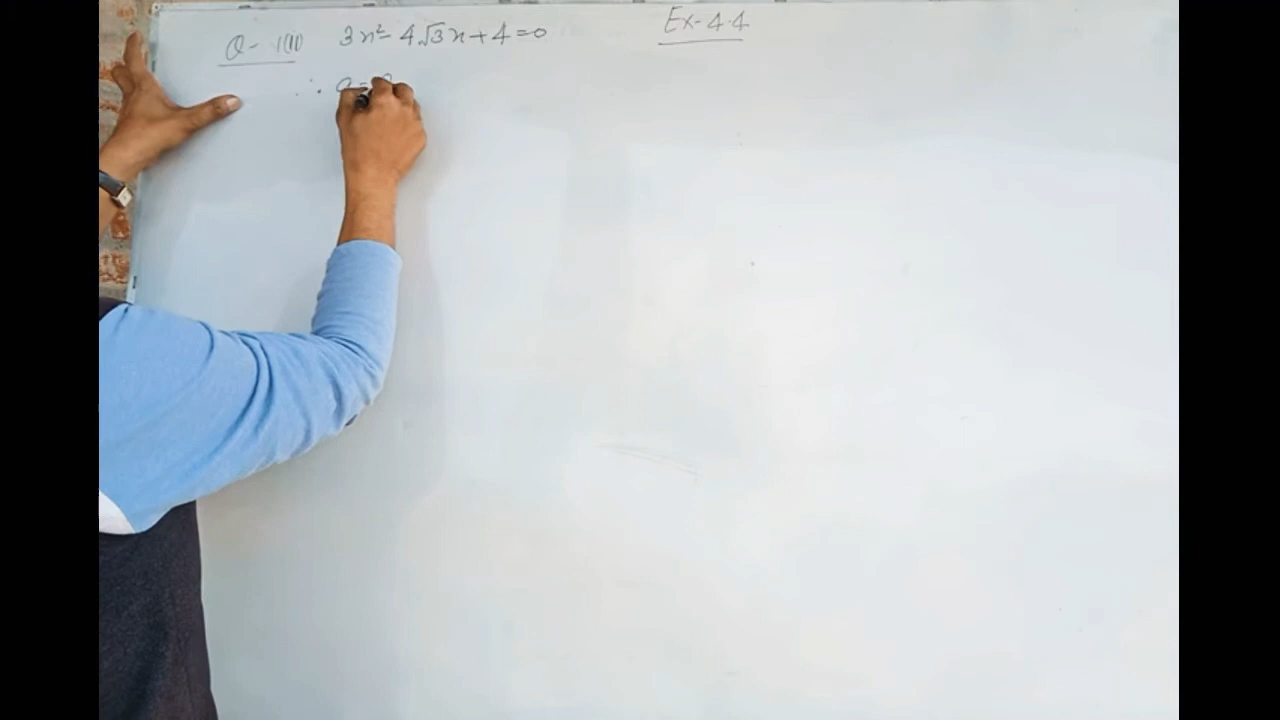 Q- 1(ii) 3x² - 4√3x + 4 = 0 Ex- 4.4
∴ a =